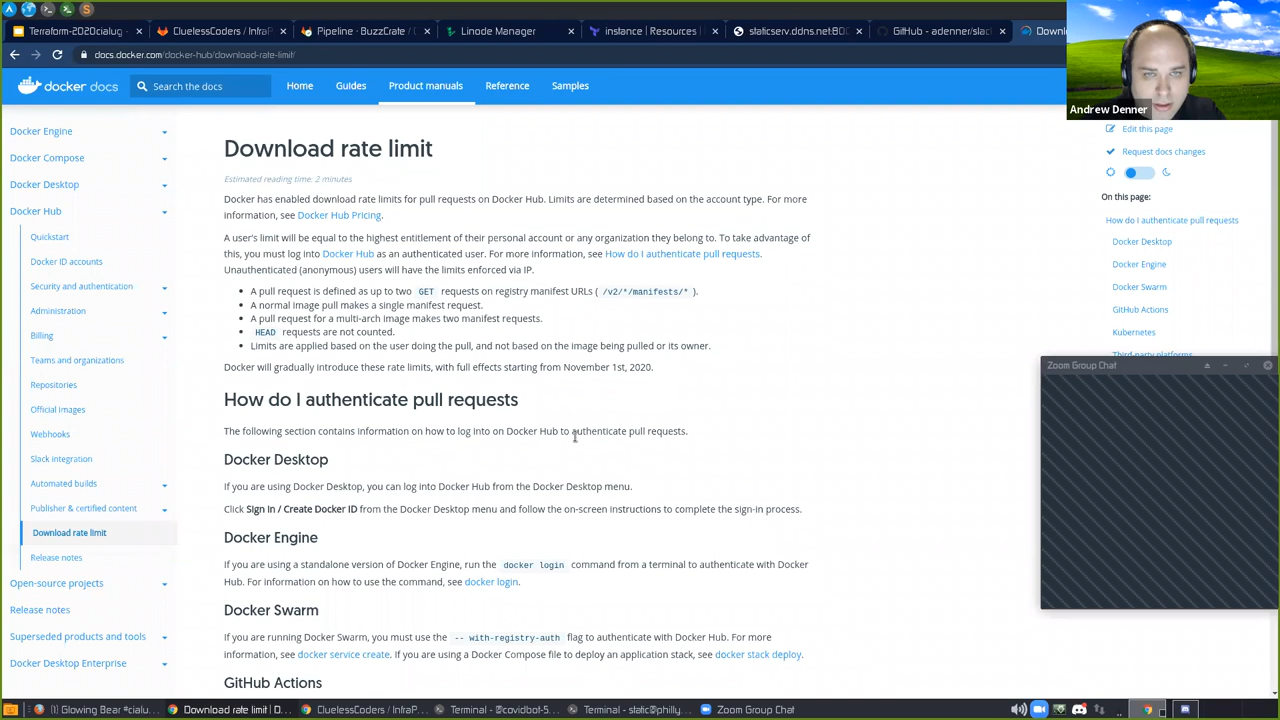 Terraform-2020cialug -
CluelessCoders / InfraP
Pipeline · BuzzCrate / C
Linode Manager
instance | Resources |
staticserv.ddns.net:800
GitHub - adenner/slack
Downl
docs.docker.com/docker-hub/download-rate-limit/
docker docs
Search the docs
Home
Guides
Product manuals
Reference
Samples
Andrew Denner
Docker Engine
Docker Compose
Docker Desktop
Docker Hub
Quickstart
Docker ID accounts
Security and authentication
Administration
Billing
Teams and organizations
Repositories
Official Images
Webhooks
Slack integration
Automated builds
Publisher & certified content
Download rate limit
Release notes
Open-source projects
Release notes
Superseded products and tools
Docker Desktop Enterprise
Download rate limit
Estimated reading time: 2 minutes
Docker has enabled download rate limits for pull requests on Docker Hub. Limits are determined based on the account type. For more
information, see Docker Hub Pricing.
A user's limit will be equal to the highest entitlement of their personal account or any organization they belong to. To take advantage of
this, you must log into Docker Hub as an authenticated user. For more information, see How do I authenticate pull requests.
Unauthenticated (anonymous) users will have the limits enforced via IP.
• A pull request is defined as up to two GET requests on registry manifest URLs ( /v2/*/manifests/* ).
• A normal image pull makes a single manifest request.
• A pull request for a multi-arch image makes two manifest requests.
• HEAD requests are not counted.
• Limits are applied based on the user doing the pull, and not based on the image being pulled or its owner.
Docker will gradually introduce these rate limits, with full effects starting from November 1st, 2020.
How do I authenticate pull requests
The following section contains information on how to log into on Docker Hub to authenticate pull requests.
Docker Desktop
If you are using Docker Desktop, you can log into Docker Hub from the Docker Desktop menu.
Click Sign in / Create Docker ID from the Docker Desktop menu and follow the on-screen instructions to complete the sign-in process.
Docker Engine
If you are using a standalone version of Docker Engine, run the docker login command from a terminal to authenticate with Docker
Hub. For information on how to use the command, see docker login.
Docker Swarm
If you are running Docker Swarm, you must use the -- with-registry-auth flag to authenticate with Docker Hub. For more
information, see docker service create. If you are using a Docker Compose file to deploy an application stack, see docker stack deploy.
GitHub Actions
Edit this page
Request docs changes
On this page:
How do I authenticate pull requests
Docker Desktop
Docker Engine
Docker Swarm
GitHub Actions
Kubernetes
Third-party platforms
Zoom Group Chat
(1) Glowing Bear #cialu...
Download rate limit | D...
CluelessCoders / InfraP...
Terminal - @covidbot-5...
Terminal - static@philly...
Zoom Group Chat